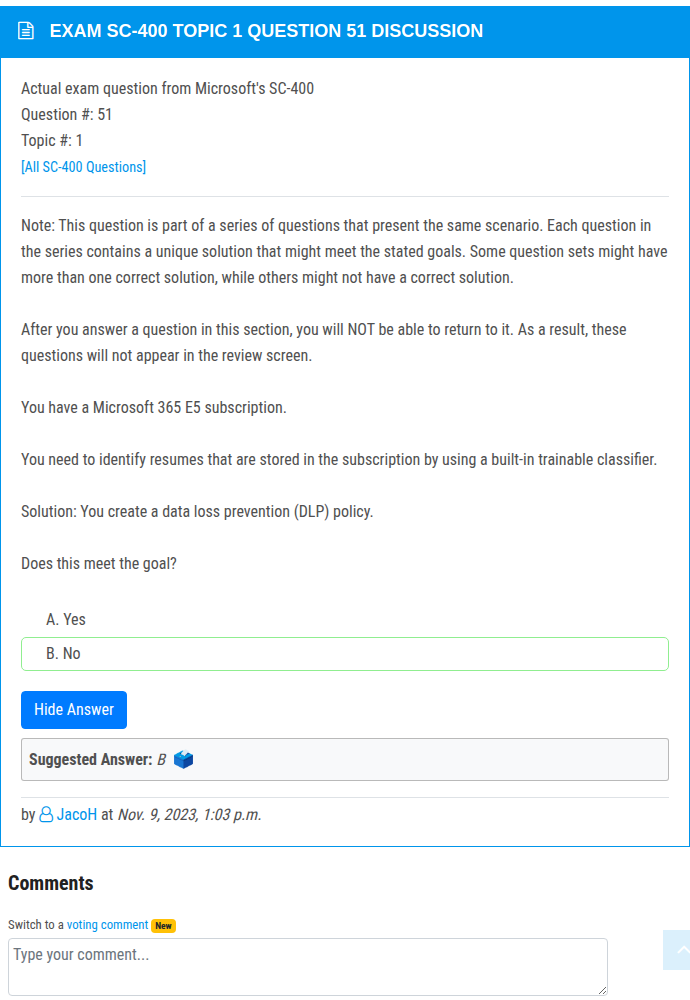 EXAM SC-400 TOPIC 1 QUESTION 51 DISCUSSION
Actual exam question from Microsoft's SC-400
Question #: 51
Topic #: 1
[All SC-400 Questions]
Note: This question is part of a series of questions that present the same scenario. Each question in
the series contains a unique solution that might meet the stated goals. Some question sets might have
more than one correct solution, while others might not have a correct solution.
After you answer a question in this section, you will NOT be able to return to it. As a result, these
questions will not appear in the review screen.
You have a Microsoft 365 E5 subscription.
You need to identify resumes that are stored in the subscription by using a built-in trainable classifier.
Solution: You create a data loss prevention (DLP) policy.
Does this meet the goal?
A. Yes
B. No
Hide Answer
Suggested Answer: B
by JacoH at Nov. 9, 2023, 1:03 p.m.
Comments
Switch to a voting comment New
Type your comment...